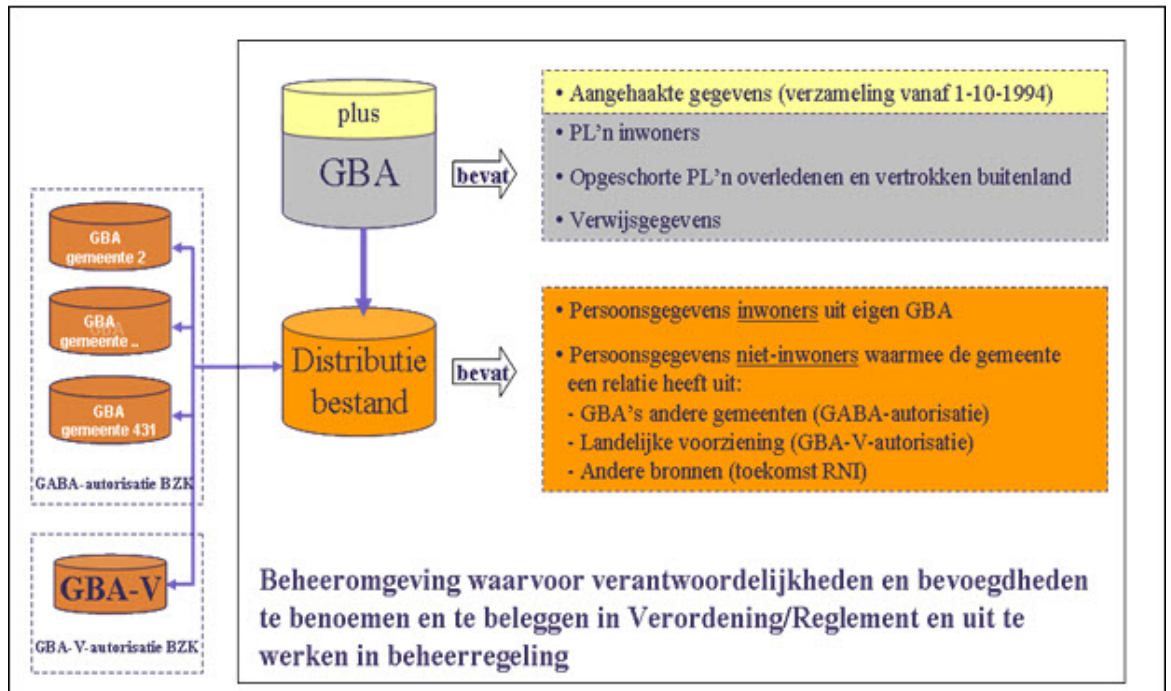 plus
GBA
bevat
• Aangehaakte gegevens (verzameling vanaf 1-10-1994)
• PL'n inwoners
• Opgeschorte PL'n overledenen en vertrokken buitenland
• Verwijsgegevens
GBA
gemeente 2
GBA
gemeente ..
GBA
gemeente 431
GABA-autorisatie BZK
GBA-V
GBA-V-autorisatie BZK
Distributie
bestand
bevat
• Persoonsgegevens inwoners uit eigen GBA
• Persoonsgegevens niet-inwoners waarmee de gemeente
een relatie heeft uit:
- GBA's andere gemeenten (GABA-autorisatie)
- Landelijke voorziening (GBA-V-autorisatie)
- Andere bronnen (toekomst RNI)
Beheeromgeving waarvoor verantwoordelijkheden en bevoegdheden
te benoemen en te beleggen in Verordening/Reglement en uit te
werken in beheerregeling